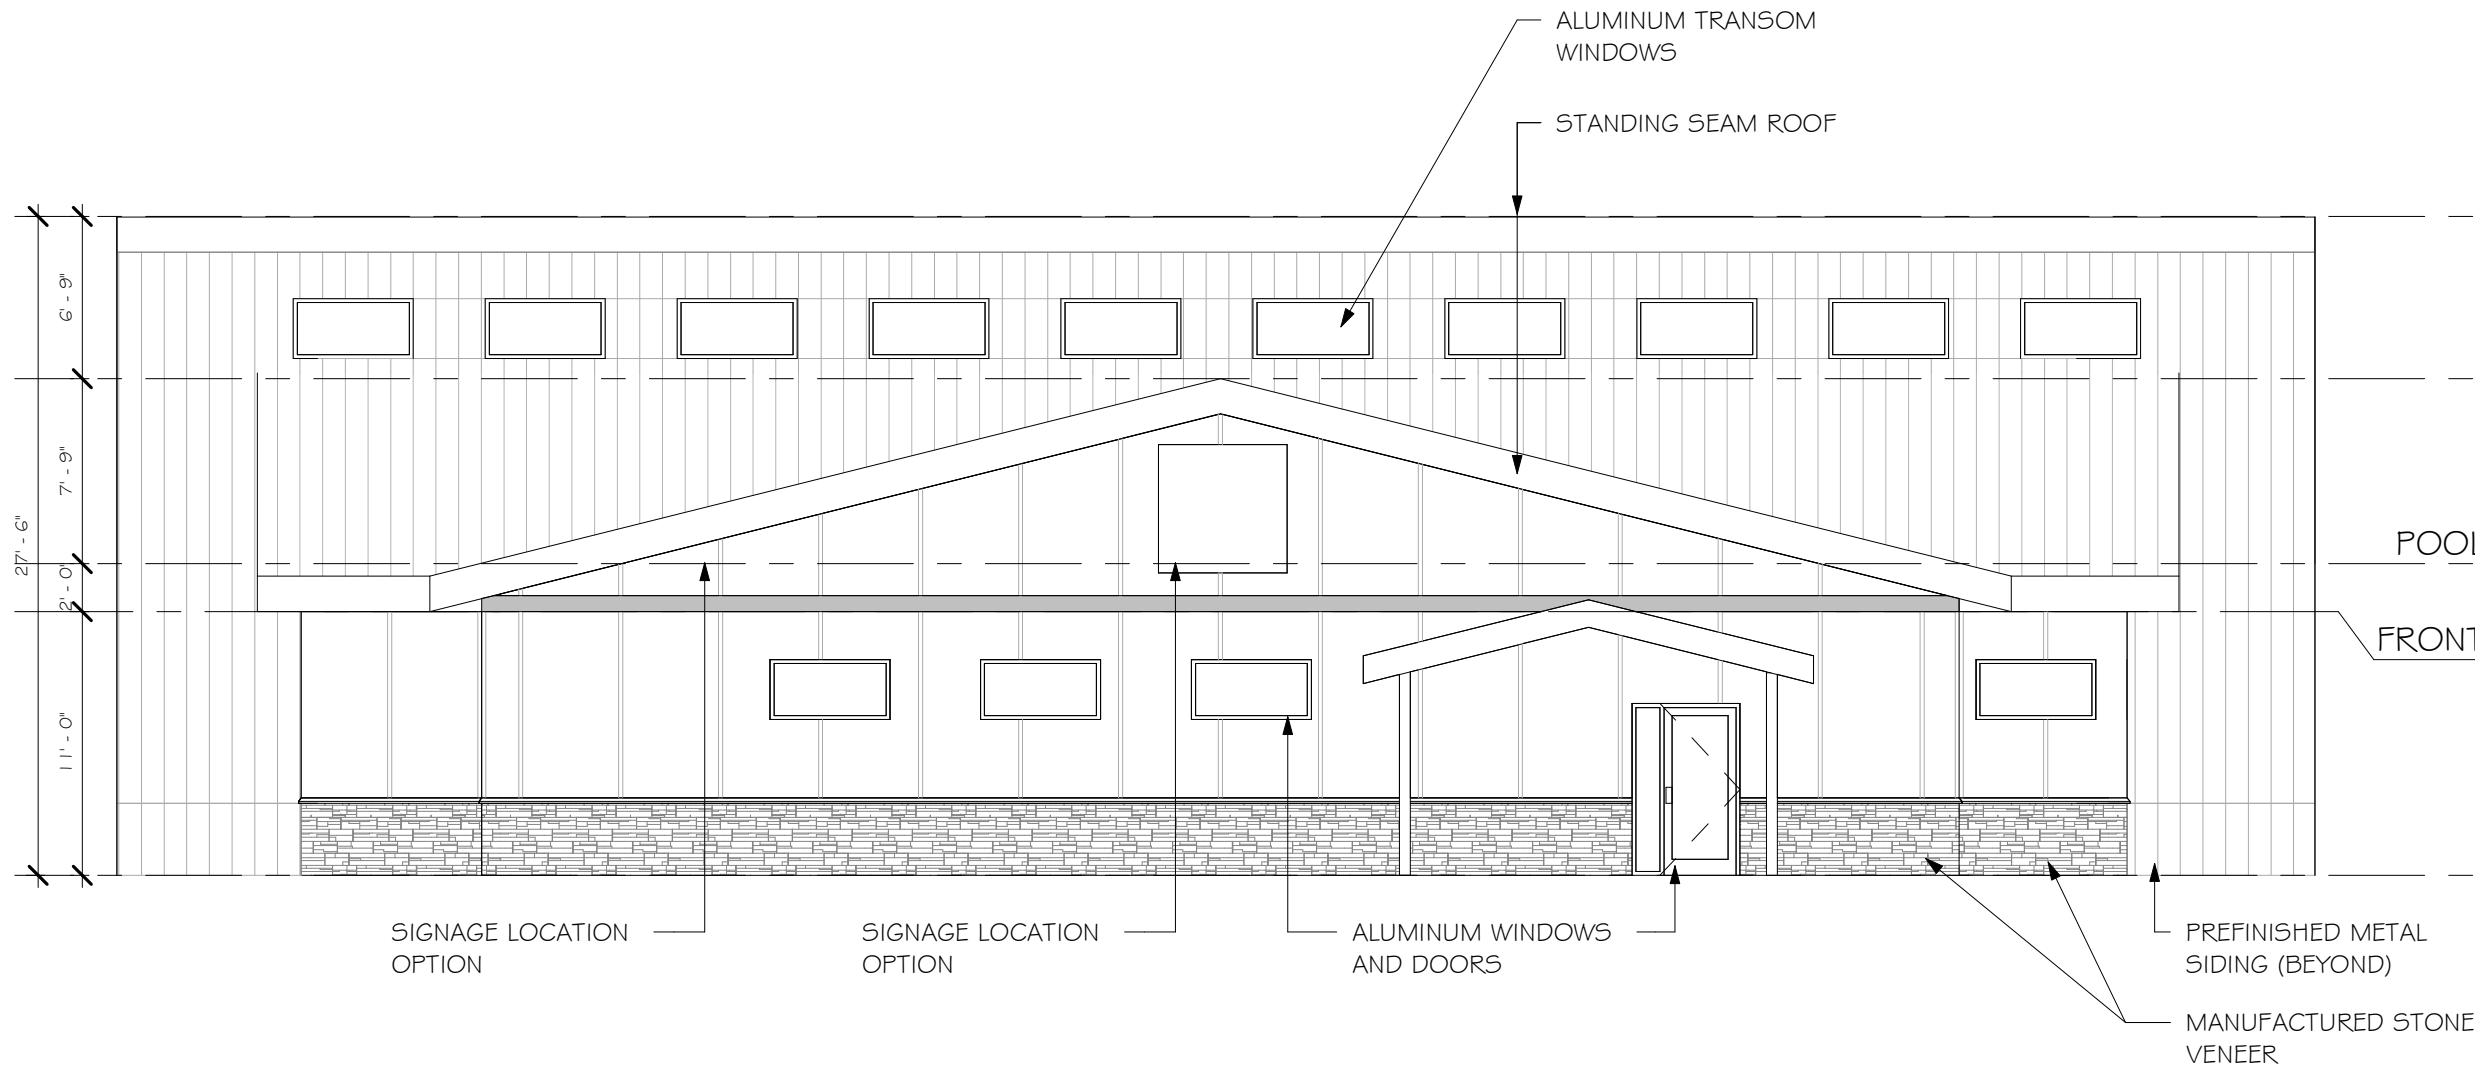 ALUMINUM TRANSOM
WINDOWS
STANDING SEAM ROOF
6' - 9"
7' - 9"
27' - 6"
2' - 0"
11' - 0"
POOL
FRONT
SIGNAGE LOCATION
OPTION
SIGNAGE LOCATION
OPTION
ALUMINUM WINDOWS
AND DOORS
PREFINISHED METAL
SIDING (BEYOND)
MANUFACTURED STONE
VENEER